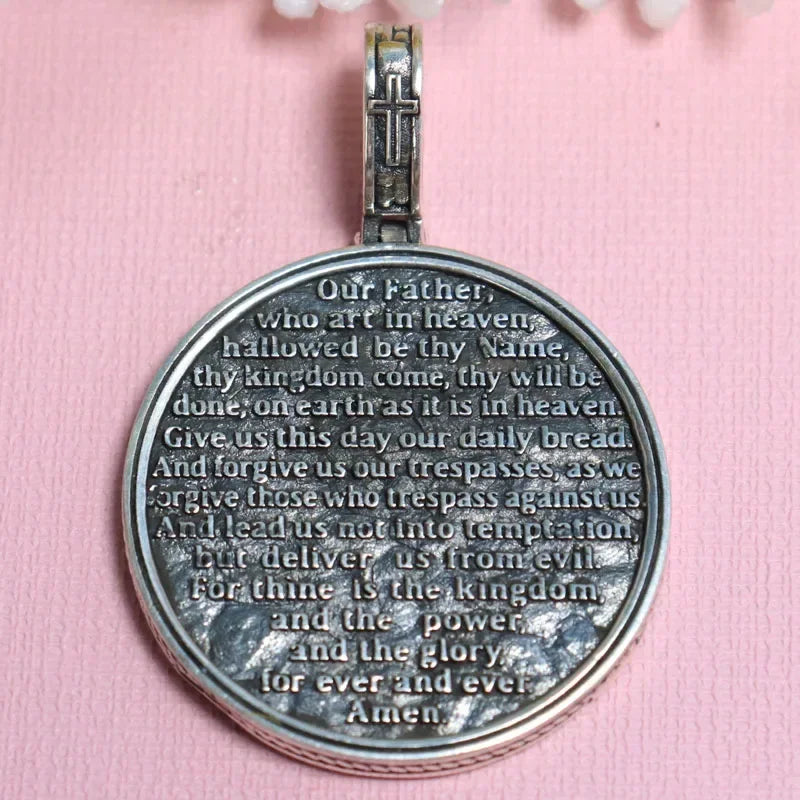 Our Father,
who art in heaven,
hallowed be thy Name,
thy kingdom come, thy will be
done, on earth as it is in heaven.
Give us this day our daily bread.
And forgive us our trespasses, as we
forgive those who trespass against us
And lead us not into temptation,
but deliver us from evil.
For thine is the kingdom,
and the power,
and the glory,
for ever and ever
Amen.